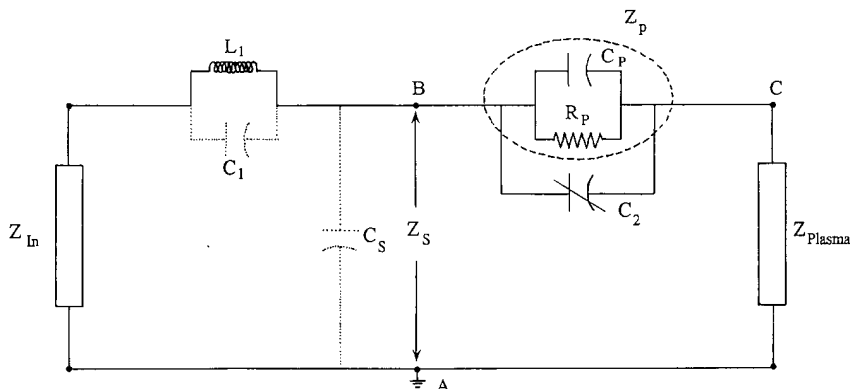 Z_p
L_1
C_P
B
C
R_P
C_1
C_2
Z_In
C_S
Z_S
Z_Plasma
A